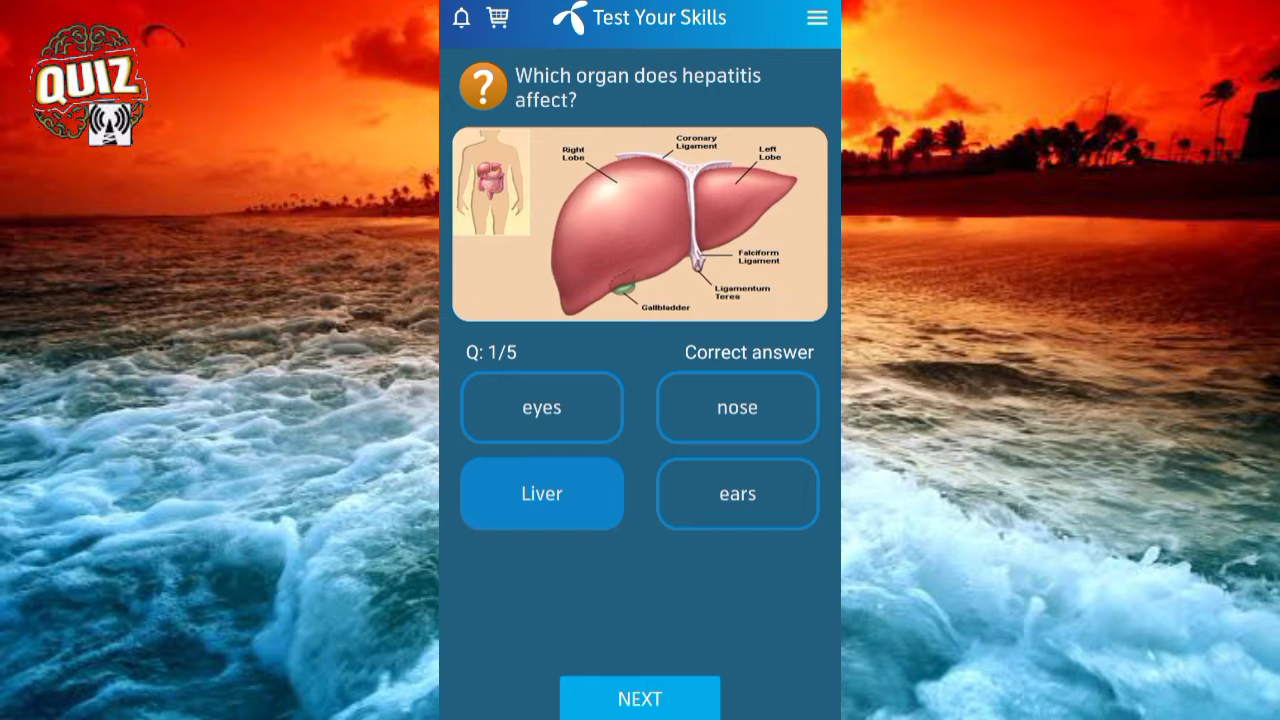 QUIZ
Test Your Skills
?
Which organ does hepatitis
affect?
Coronary
Ligament
Right
Lobe
Left
Lobe
Falciform
Ligament
Ligamentum
Teres
Gallbladder
Q: 1/5
Correct answer
eyes
nose
Liver
ears
NEXT